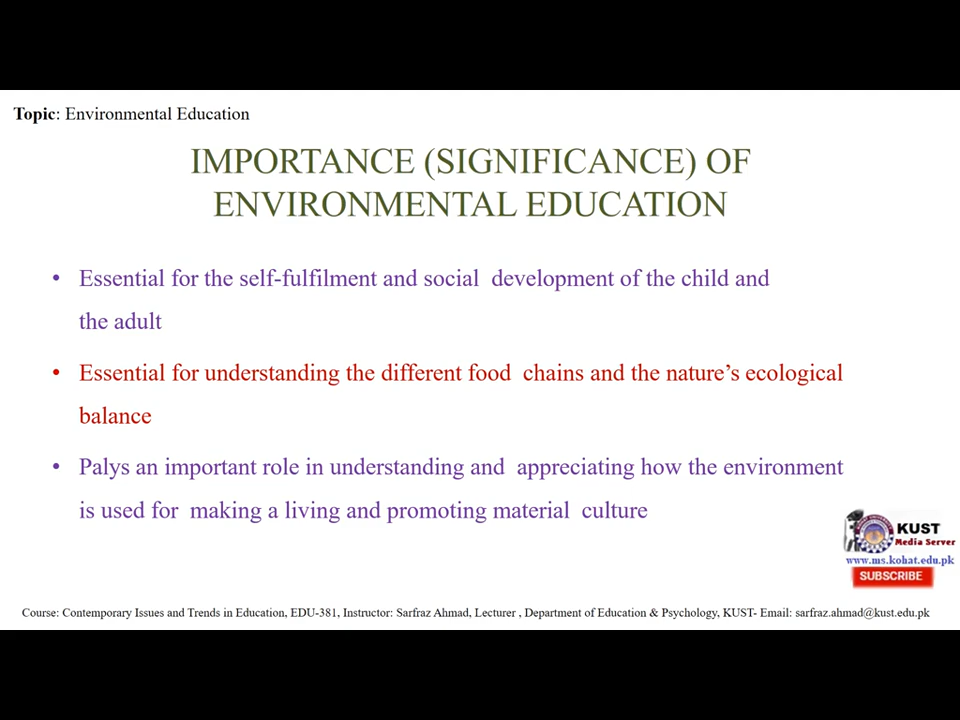 Topic: Environmental Education
IMPORTANCE (SIGNIFICANCE) OF
ENVIRONMENTAL EDUCATION
• Essential for the self-fulfilment and social  development of the child and
the adult
• Essential for understanding the different food  chains and the nature’s ecological
balance
• Palys an important role in understanding and  appreciating how the environment
is used for  making a living and promoting material  culture
KUST
Media Server
www.ms.kohat.edu.pk
SUBSCRIBE
Course: Contemporary Issues and Trends in Education, EDU-381, Instructor: Sarfraz Ahmad, Lecturer , Department of Education & Psychology, KUST- Email: sarfraz.ahmad@kust.edu.pk